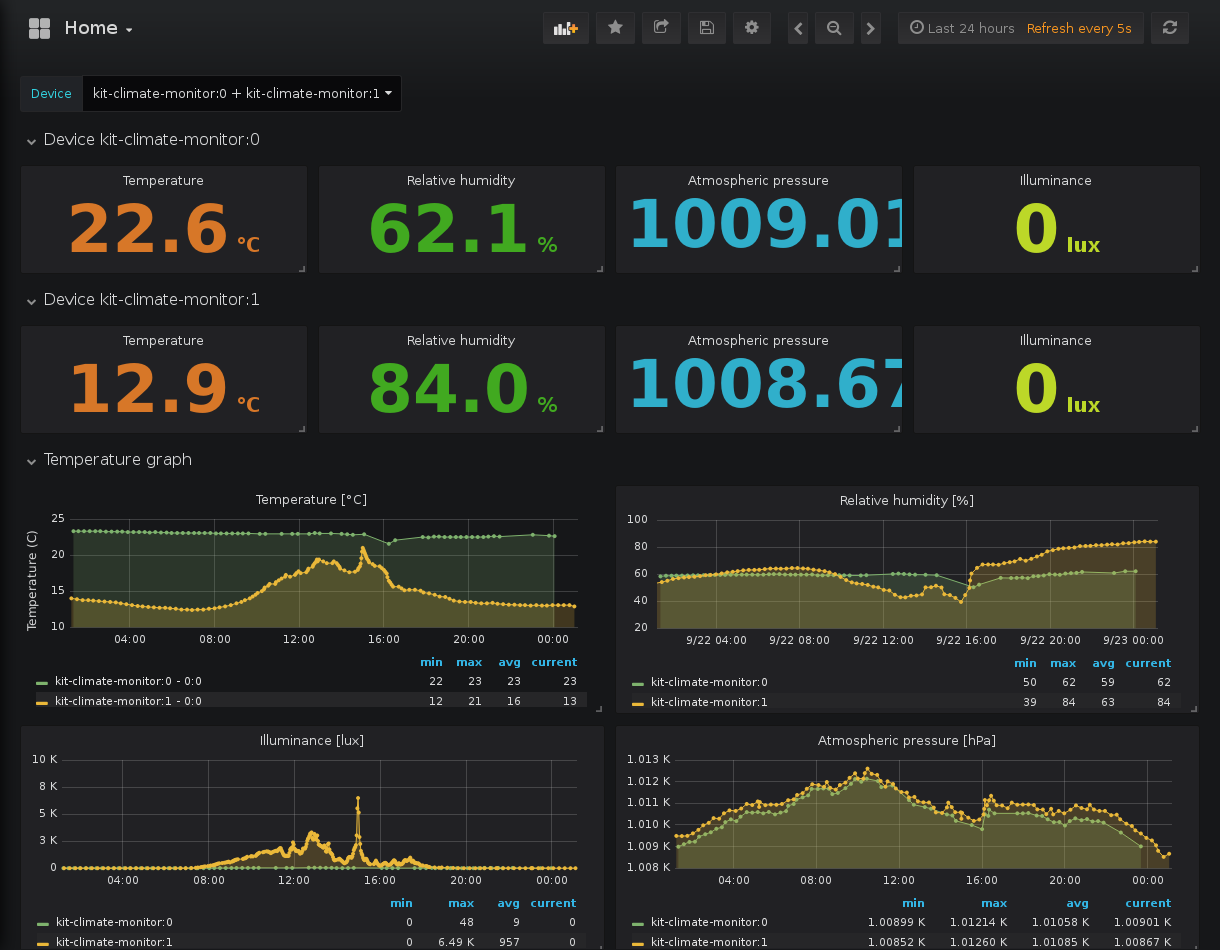 Home
Last 24 hours Refresh every 5s
Device kit-climate-monitor:0 + kit-climate-monitor:1
Device kit-climate-monitor:0
Temperature Relative humidity Atmospheric pressure Illuminance
22.6 °C 62.1 % 1009.01 0 lux
Device kit-climate-monitor:1
Temperature Relative humidity Atmospheric pressure Illuminance
12.9 °C 84.0 % 1008.67 0 lux
Temperature graph
Temperature [°C]
Temperature (C)
25
20
15
10
04:00 08:00 12:00 16:00 20:00 00:00
min max avg current
kit-climate-monitor:0 - 0:0 22 23 23 23
kit-climate-monitor:1 - 0:0 12 21 16 13
Relative humidity [%]
100
80
60
40
20
9/22 04:00 9/22 08:00 9/22 12:00 9/22 16:00 9/22 20:00 9/23 00:00
min max avg current
kit-climate-monitor:0 50 62 59 62
kit-climate-monitor:1 39 84 63 84
Illuminance [lux]
10 K
8 K
5 K
3 K
0
04:00 08:00 12:00 16:00 20:00 00:00
min max avg current
kit-climate-monitor:0 0 48 9 0
kit-climate-monitor:1 0 6.49 K 957 0
Atmospheric pressure [hPa]
1.013 K
1.012 K
1.011 K
1.010 K
1.009 K
1.008 K
04:00 08:00 12:00 16:00 20:00 00:00
min max avg current
kit-climate-monitor:0 1.00899 K 1.01214 K 1.01058 K 1.00901 K
kit-climate-monitor:1 1.00852 K 1.01260 K 1.01085 K 1.00867 K